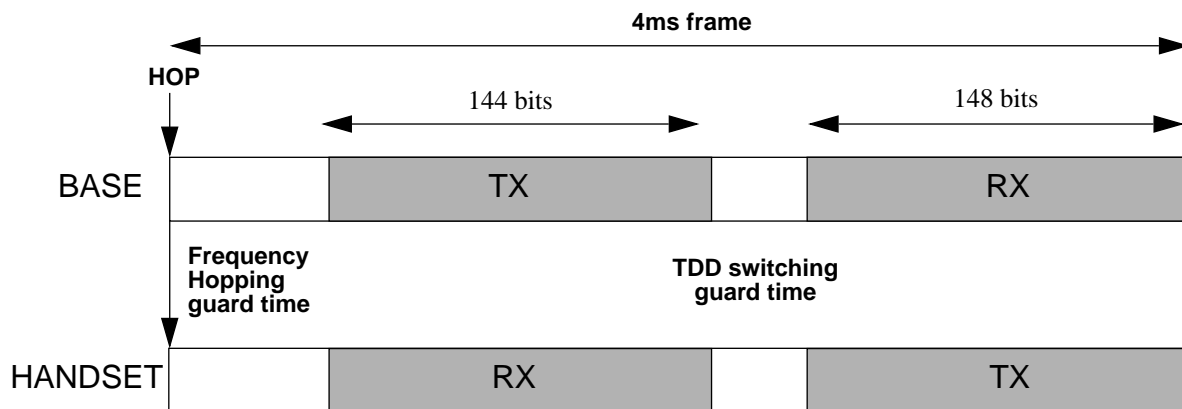 4ms frame
HOP
144 bits
148 bits
BASE
TX
RX
Frequency
Hopping
guard time
TDD switching
guard time
HANDSET
RX
TX